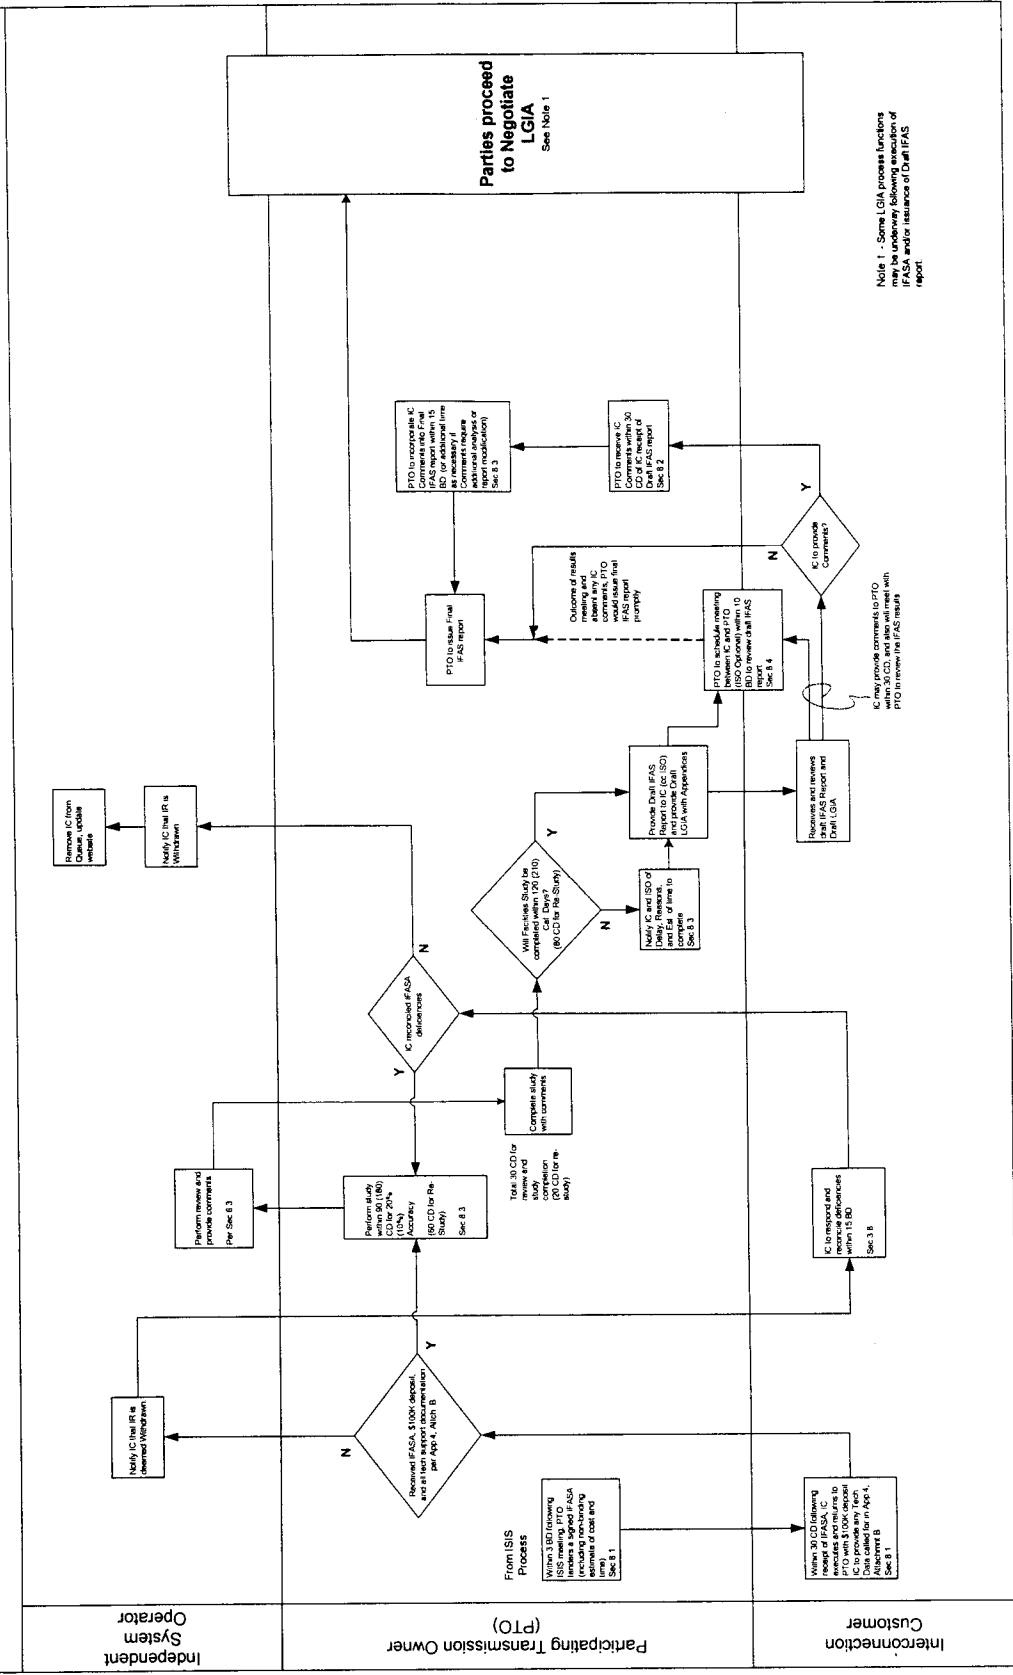 Independent
System
Operator
Participating Transmission Owner
(PTO)
Interconnection
Customer
From ISIS
Process
Within 3 BD following
ISIS meeting, PTO
tenders a signed IFASA
(including non-binding
estimate of cost and
time)
Sec 8.1
Within 30 CD following
receipt of IFASA, IC
executes and returns to
PTO with $100K deposit
IC to provide any Tech
Data called for in App 4,
Attachmnt B
Sec 8.1
Received IFASA, $100K deposit,
and all tech support documentation
per App 4, Attch. B
N
Y
Notify IC that IR is
deemed Withdrawn.
IC to respond and
reconcile deficiencies
within 15 BD
Sec 3.8
Perform study
within 90 (180)
CD for 20%
(10%)
Accuracy
(60 CD for Re-
Study)
Sec 8.3
Perform review and
provide comments
Per Sec 8.3
Total 30 CD for
review and
study
completion
(20 CD for re-
study)
Complete study
with comments
IC reconciled IFASA
deficiencies
Y
N
Notify IC that IR is
Withdrawn
Remove IC from
Queue, update
website
Will Facilities Study be
completed within 120 (210)
Cal. Days?
(80 CD for Re-Study)
Y
N
Notify IC and ISO of
Delay, Reasons,
and Est. of time to
complete
Sec 8.3
Provide Draft IFAS
Report to IC (cc ISO)
and provide Draft
LGIA with Appendices
Receives and reviews
draft IFAS Report and
Draft LGIA
IC may provide comments to PTO
within 30 CD, and also will meet with
PTO to review the IFAS results
PTO to schedule meeting
between IC and PTO
(ISO Optional) within 10
BD to review draft IFAS
report
Sec 8.4
IC to provide
Comments?
N
Y
Outcome of results
meeting and
absent any IC
comments, PTO
would issue final
IFAS report
promptly
PTO to issue Final
IFAS report
PTO to receive IC
Comments within 30
CD of IC receipt of
Draft IFAS report
Sec 8.2
PTO to incorporate IC
Comments into Final
IFAS report within 15
BD (or additional time
as necessary if
Comments require
additional analysis or
report modification)
Sec 8.3
Parties proceed
to Negotiate
LGIA
See Note 1
Note 1 - Some LGIA process functions
may be underway following execution of
IFASA and/or issuance of Draft IFAS
report.